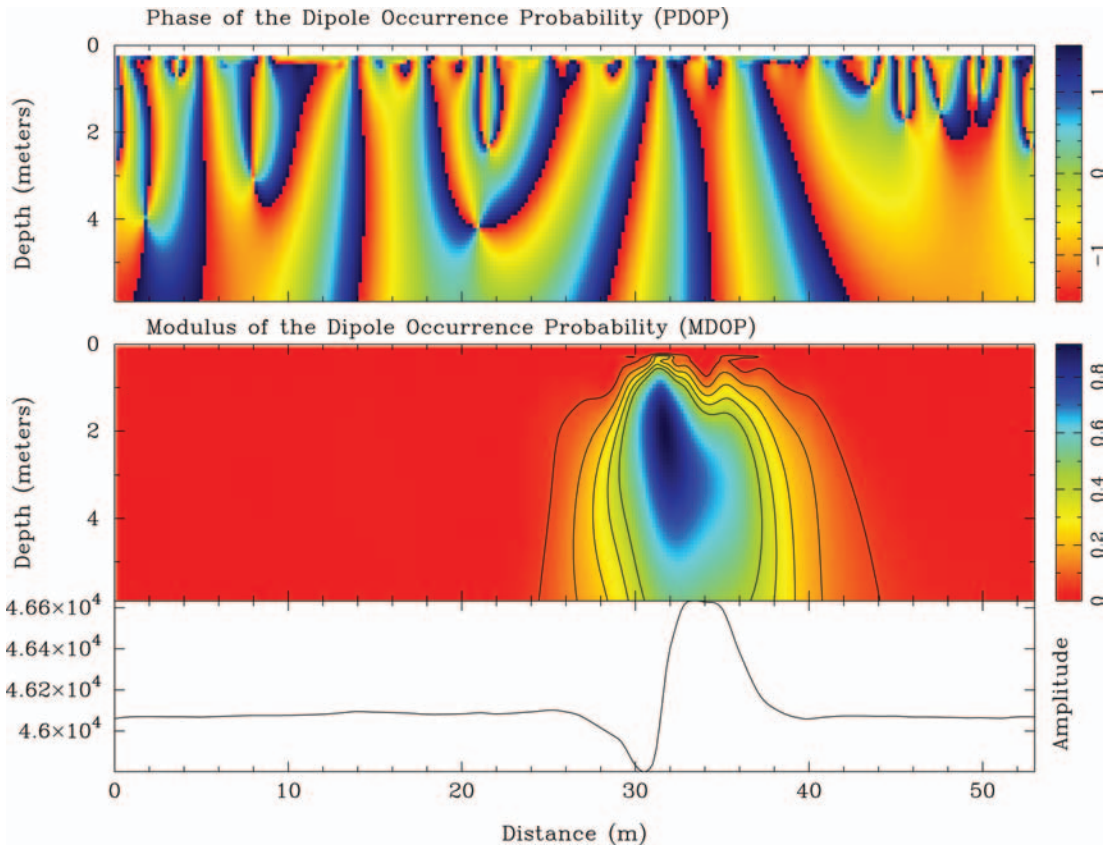 Phase of the Dipole Occurrence Probability (PDOP)
0
2
4
Depth (meters)
1
0
−1
Modulus of the Dipole Occurrence Probability (MDOP)
0
2
4
Depth (meters)
0.8
0.6
0.4
0.2
0
4.66×10⁴
4.64×10⁴
4.62×10⁴
4.6×10⁴
Amplitude
0 10 20 30 40 50
Distance (m)